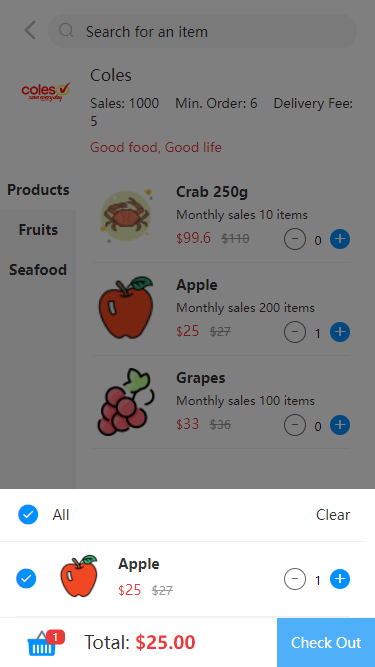 Search for an item
coles
save everyday
Coles
Sales: 1000 Min. Order: 6 Delivery Fee:
5
Good food, Good life
Products
Fruits
Seafood
Crab 250g
Monthly sales 10 items
$99.6 $110
− 0 +
Apple
Monthly sales 200 items
$25 $27
− 1 +
Grapes
Monthly sales 100 items
$33 $36
− 0 +
All Clear
Apple
$25 $27
− 1 +
1
Total: $25.00
Check Out